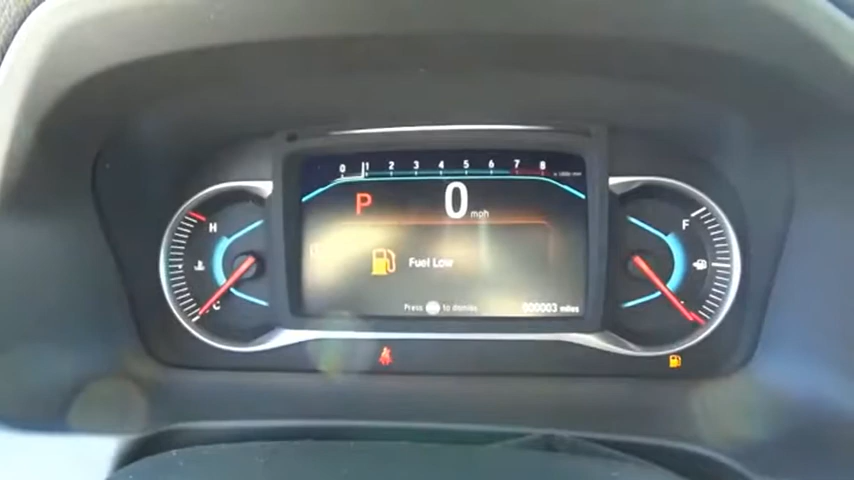 0 1 2 3 4 5 6 7 8
P 0 mph
H F
Fuel Low
C
Press to dismiss 000003 miles